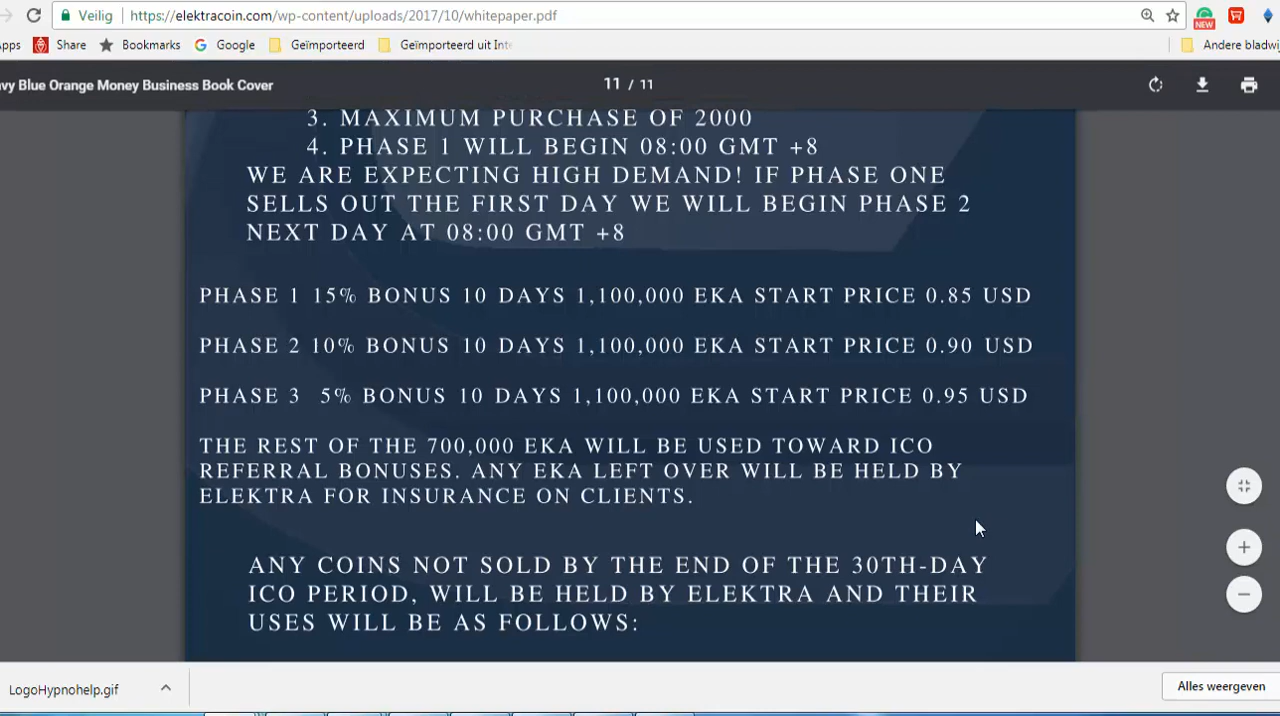 Veilig https://elektracoin.com/wp-content/uploads/2017/10/whitepaper.pdf
NEW
Share Bookmarks Google Geïmporteerd Geïmporteerd uit
Andere
Blue Orange Money Business Book Cover 11 / 11
3. MAXIMUM PURCHASE OF 2000
4. PHASE 1 WILL BEGIN 08:00 GMT +8
WE ARE EXPECTING HIGH DEMAND! IF PHASE ONE
SELLS OUT THE FIRST DAY WE WILL BEGIN PHASE 2
NEXT DAY AT 08:00 GMT +8
PHASE 1 15% BONUS 10 DAYS 1,100,000 EKA START PRICE 0.85 USD
PHASE 2 10% BONUS 10 DAYS 1,100,000 EKA START PRICE 0.90 USD
PHASE 3 5% BONUS 10 DAYS 1,100,000 EKA START PRICE 0.95 USD
THE REST OF THE 700,000 EKA WILL BE USED TOWARD ICO
REFERRAL BONUSES. ANY EKA LEFT OVER WILL BE HELD BY
ELEKTRA FOR INSURANCE ON CLIENTS.
ANY COINS NOT SOLD BY THE END OF THE 30TH-DAY
ICO PERIOD, WILL BE HELD BY ELEKTRA AND THEIR
USES WILL BE AS FOLLOWS:
LogoHypnohelp.gif
Alles weergeven